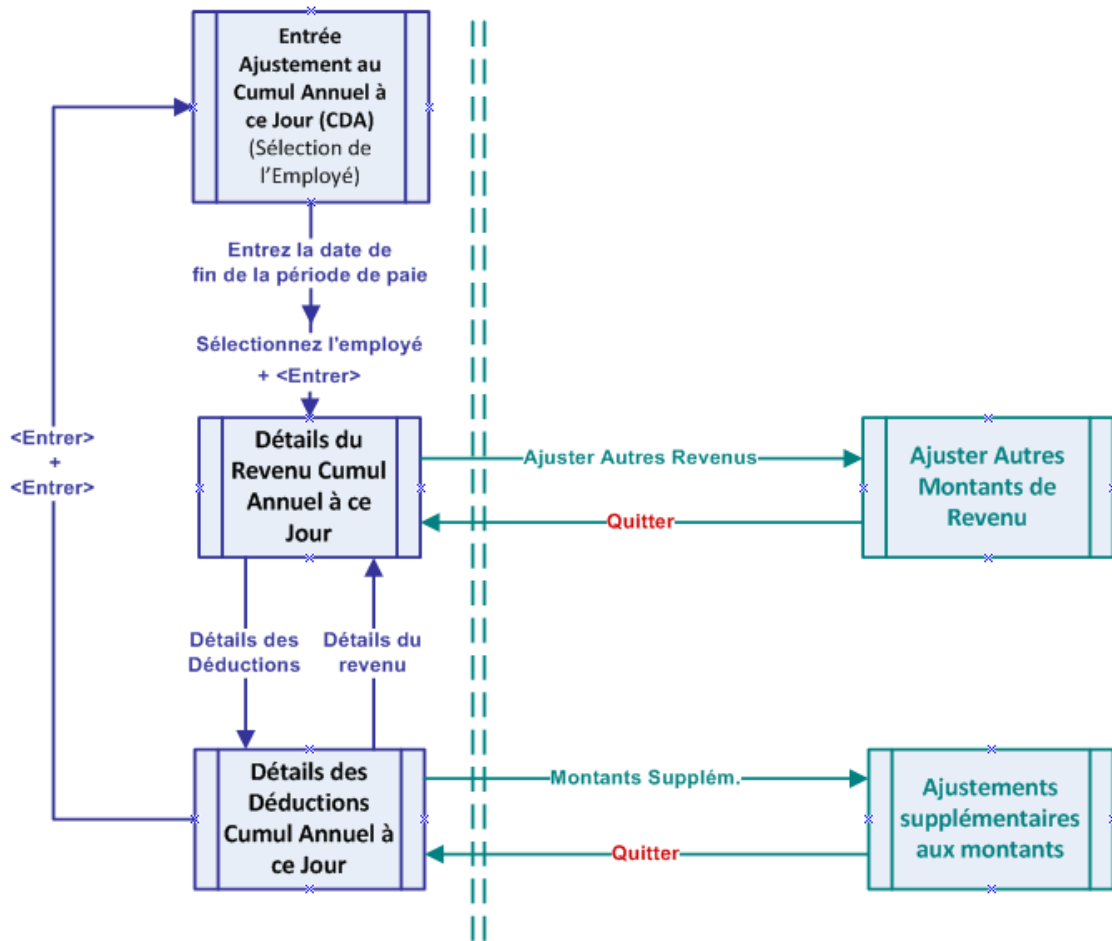 Entrée
Ajustement au
Cumul Annuel à
ce Jour (CDA)
(Sélection de
l'Employé)
Entrez la date de
fin de la période de paie
Sélectionnez l'employé
+ <Entrer>
<Entrer>
+
<Entrer>
Détails du
Revenu Cumul
Annuel à ce
Jour
Ajuster Autres Revenus
Quitter
Ajuster Autres
Montants de
Revenu
Détails des
Déductions
Détails du
revenu
Détails des
Déductions
Cumul Annuel à
ce Jour
Montants Supplém.
Quitter
Ajustements
supplémentaires
aux montants